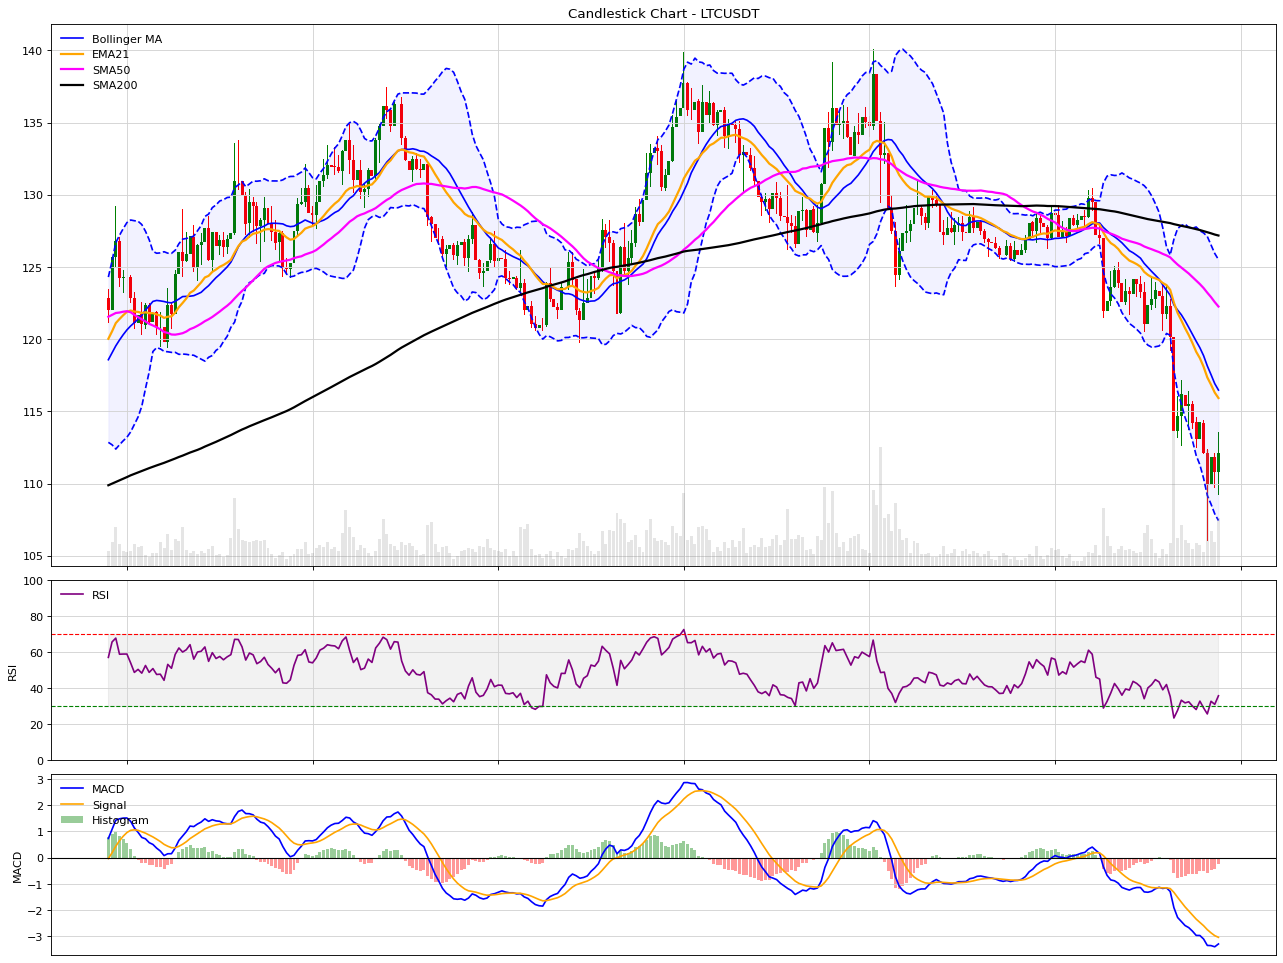 Candlestick Chart - LTCUSDT
Bollinger MA
EMA21
SMA50
SMA200
140
135
130
125
120
115
110
105
RSI
100
80
60
40
20
0
RSI
MACD
Signal
Histogram
3
2
1
0
−1
−2
−3
MACD